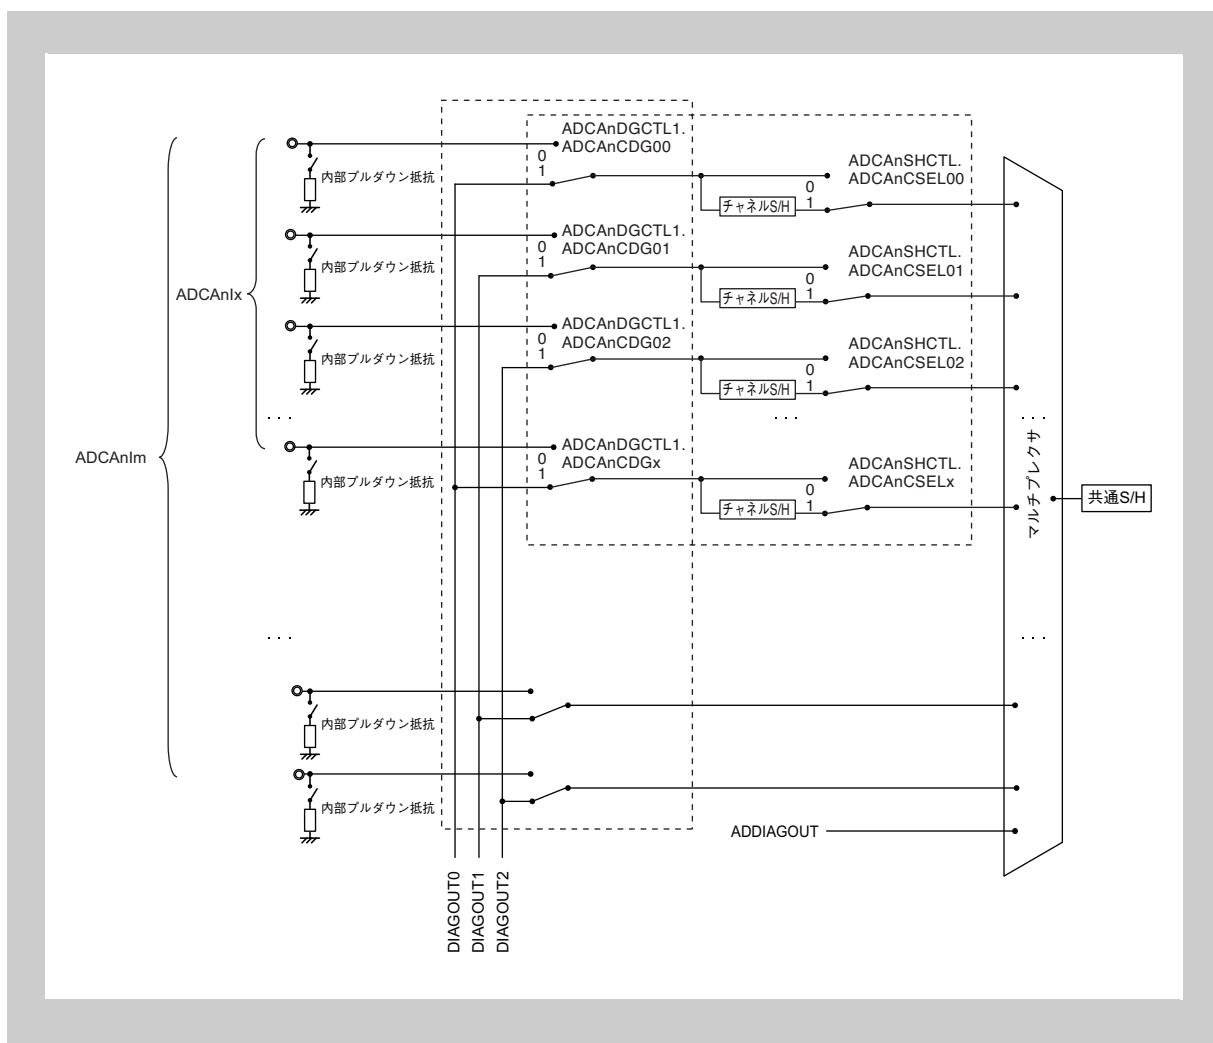 ADCAnDGCTL1.
ADCAnCDG00
0
1
内部プルダウン抵抗
ADCAnSHCTL.
ADCAnCSEL00
0
1
チャネルS/H
ADCAnDGCTL1.
ADCAnCDG01
0
1
内部プルダウン抵抗
ADCAnSHCTL.
ADCAnCSEL01
0
1
チャネルS/H
ADCAnIx
ADCAnDGCTL1.
ADCAnCDG02
0
1
内部プルダウン抵抗
ADCAnSHCTL.
ADCAnCSEL02
0
1
チャネルS/H
. . .
. . .
. . .
ADCAnIm
ADCAnDGCTL1.
ADCAnCDGx
0
1
内部プルダウン抵抗
ADCAnSHCTL.
ADCAnCSELx
0
1
チャネルS/H
マルチプレクサ
共通S/H
. . .
. . .
内部プルダウン抵抗
内部プルダウン抵抗
ADDIAGOUT
DIAGOUT0
DIAGOUT1
DIAGOUT2